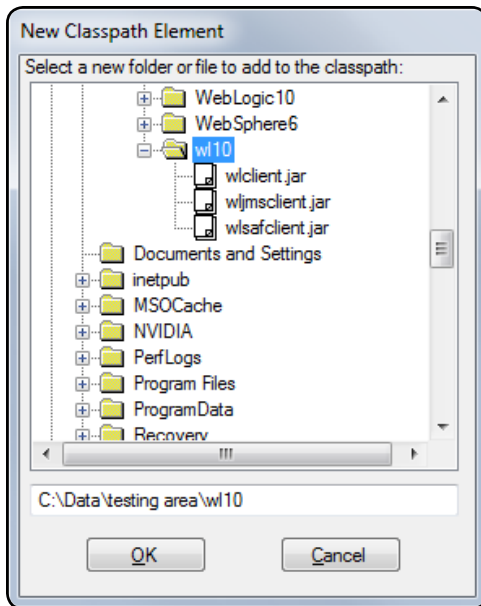 New Classpath Element
Select a new folder or file to add to the classpath:
WebLogic10
WebSphere6
wl10
wlclient.jar
wljmsclient.jar
wlsafclient.jar
Documents and Settings
inetpub
MSOCache
NVIDIA
PerfLogs
Program Files
ProgramData
Recovery
C:\Data\testing area\wl10
OK Cancel